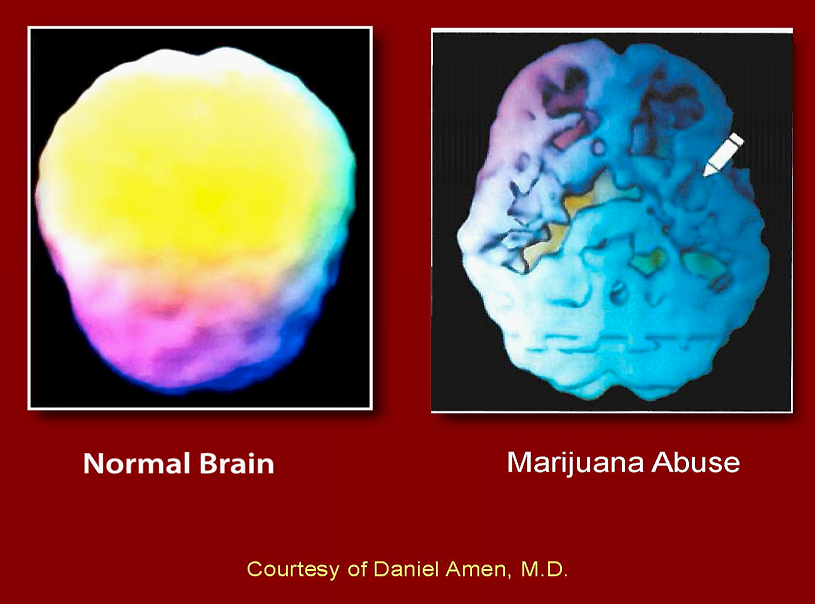 Normal Brain
Marijuana Abuse
Courtesy of Daniel Amen, M.D.